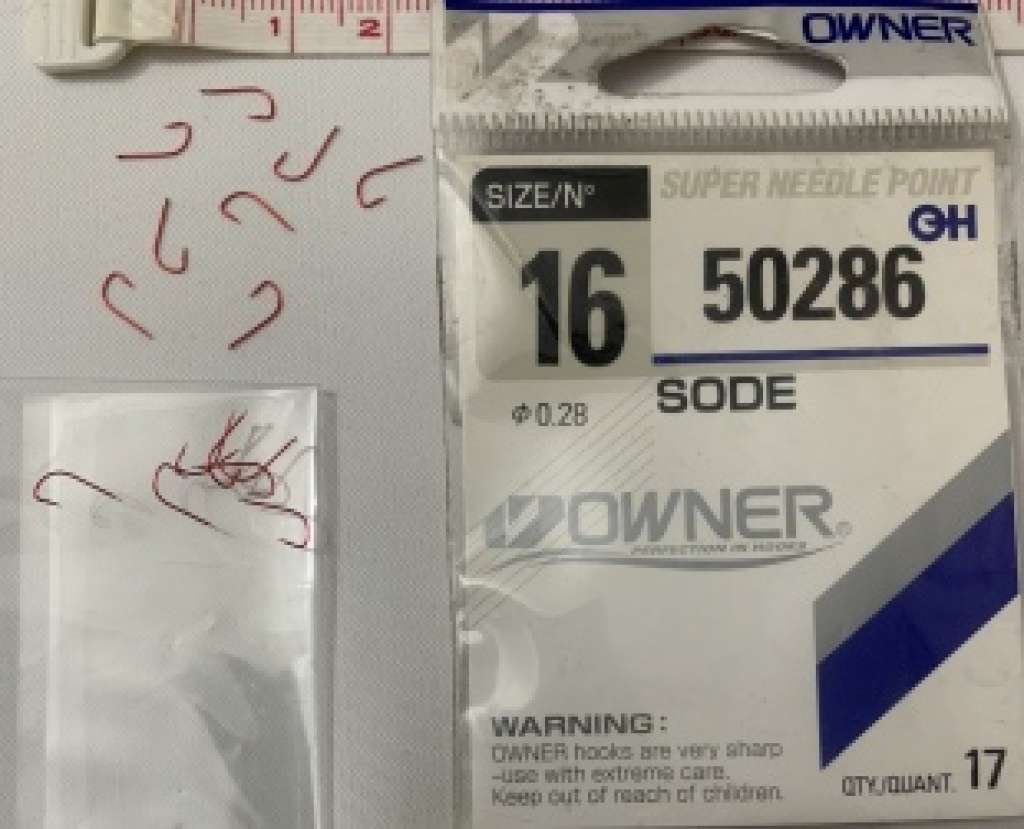 1 2
OWNER
SIZE/N°
SUPER NEEDLE POINT
16
50286
SODE
φ0.28
OWNER®
PERFECTION IN HOOKS
WARNING:
OWNER hooks are very sharp
-use with extreme care.
Keep out of reach of children.
QTY./QUANT. 17